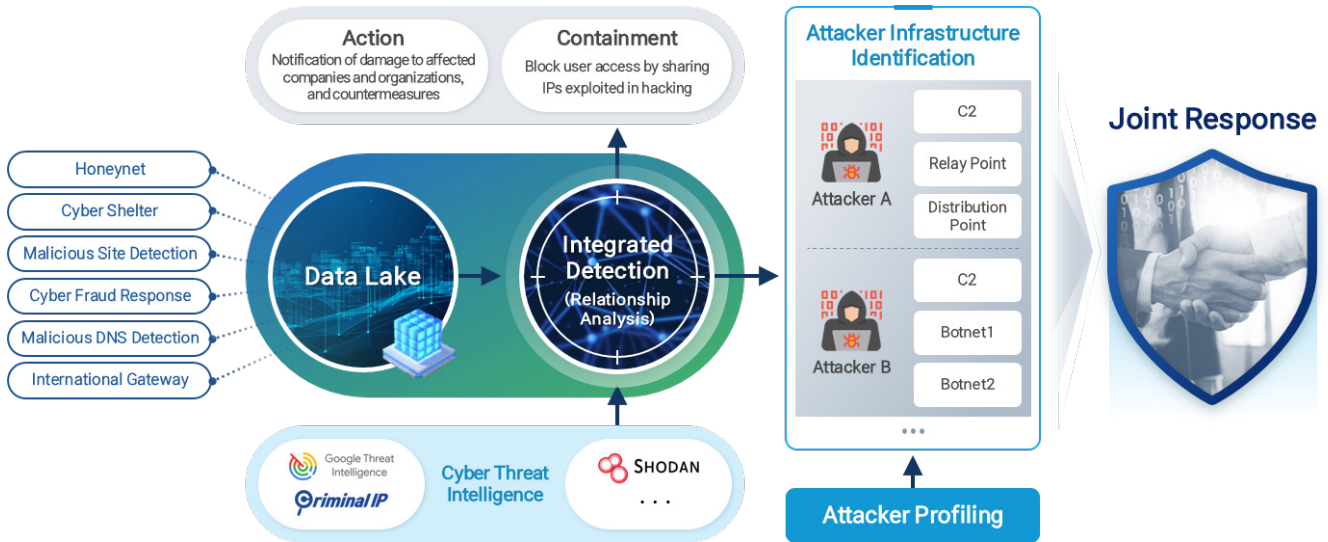 Action
Notification of damage to affected
companies and organizations,
and countermeasures
Containment
Block user access by sharing
IPs exploited in hacking
Honeynet
Cyber Shelter
Malicious Site Detection
Cyber Fraud Response
Malicious DNS Detection
International Gateway
Data Lake
Integrated
Detection
(Relationship
Analysis)
Google Threat
Intelligence
Criminal IP
Cyber Threat
Intelligence
SHODAN
...
Attacker Infrastructure
Identification
Attacker A
C2
Relay Point
Distribution
Point
Attacker B
C2
Botnet1
Botnet2
...
Attacker Profiling
Joint Response